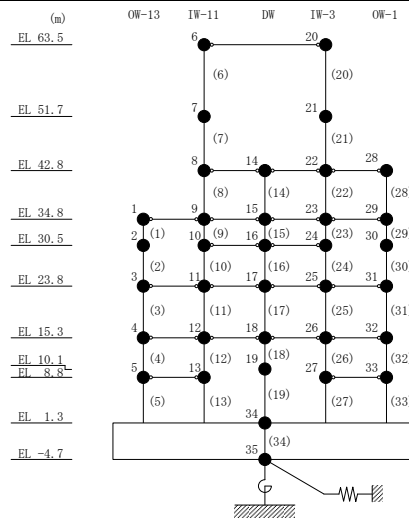 (m) OW-13 IW-11 DW IW-3 OW-1
EL 63.5 6 20
(6) (20)
EL 51.7 7 21
(7) (21)
EL 42.8 8 14 22 28
(8) (14) (22) (28)
EL 34.8 1 9 15 23 29
(1) (9) (15) (23) (29)
EL 30.5 2 10 16 24 30
(2) (10) (16) (24) (30)
EL 23.8 3 11 17 25 31
(3) (11) (17) (25) (31)
EL 15.3 4 12 18 26 32
(4) (12) (18) (26) (32)
EL 10.1 19
EL 8.8 5 13 27 33
(5) (13) (19) (27) (33)
EL 1.3 34
(34)
EL -4.7 35